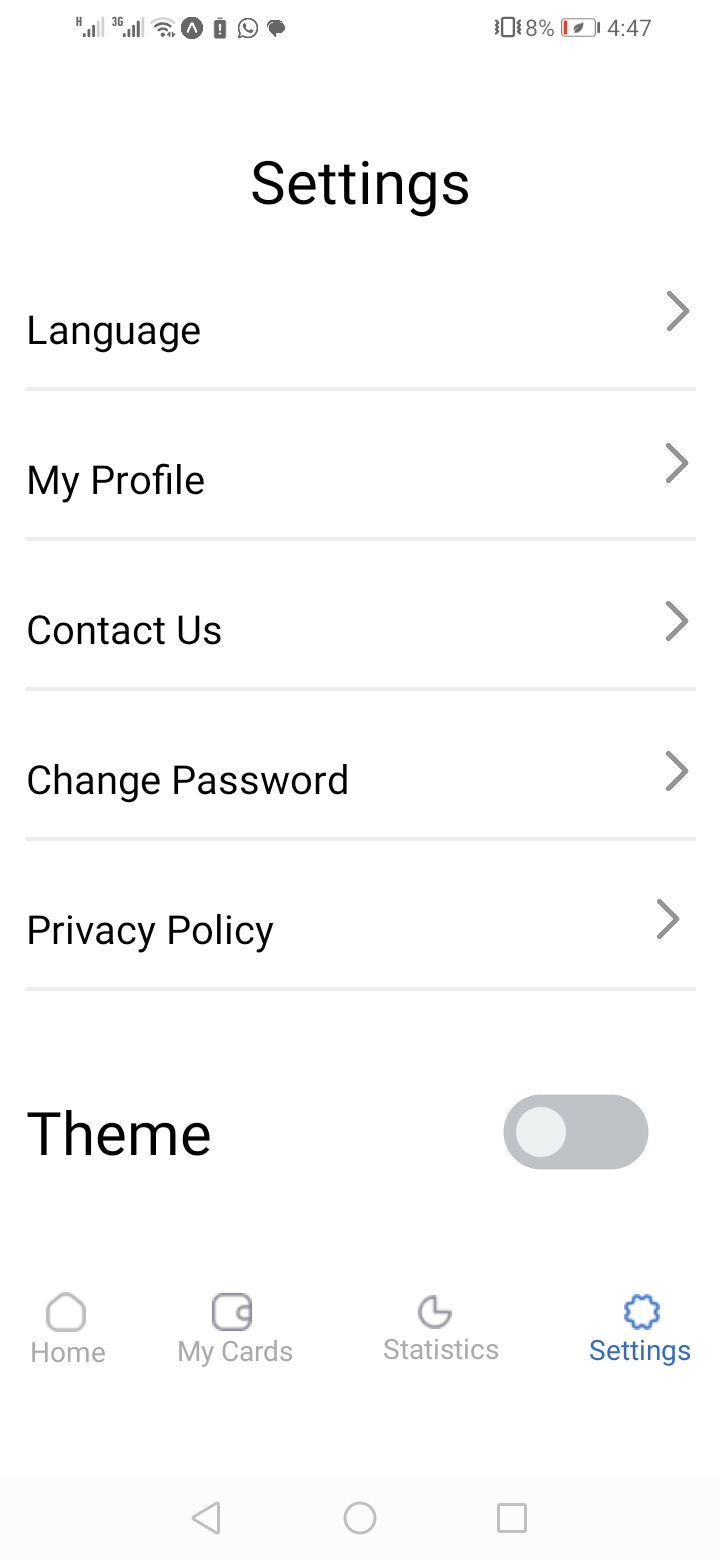 H 3G 8% 4:47
Settings
Language
My Profile
Contact Us
Change Password
Privacy Policy
Theme
Home My Cards Statistics Settings